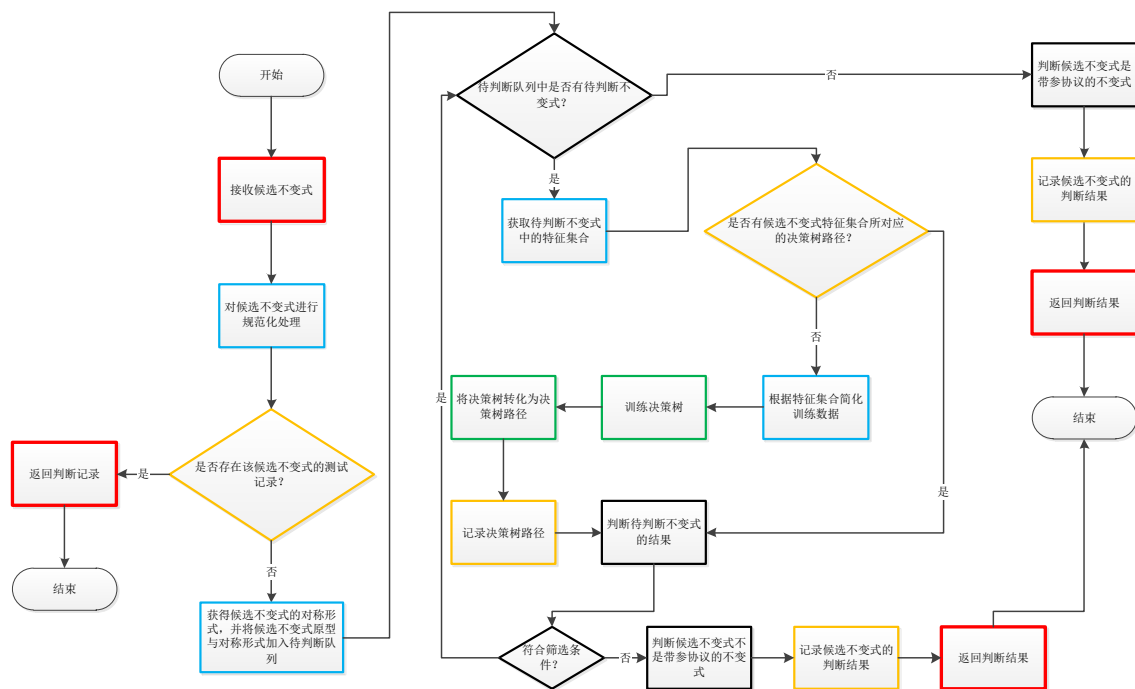 开始
接收候选不变式
对候选不变式进行
规范化处理
是否存在该候选不变式的测试
记录?
是
返回判断记录
结束
否
获得候选不变式的对称形
式,并将候选不变式原型
与对称形式加入待判断队
列
待判断队列中是否有待判断不
变式?
否
是
获取待判断不变式
中的特征集合
是否有候选不变式特征集合所对应
的决策树路径?
否
是
根据特征集合简化
训练数据
训练决策树
将决策树转化为决
策树路径
记录决策树路径
判断待判断不变式
的结果
符合筛选条
件?
是
否
判断候选不变式不
是带参协议的不变
式
记录候选不变式的
判断结果
返回判断结果
判断候选不变式是
带参协议的不变式
记录候选不变式的
判断结果
返回判断结果
结束